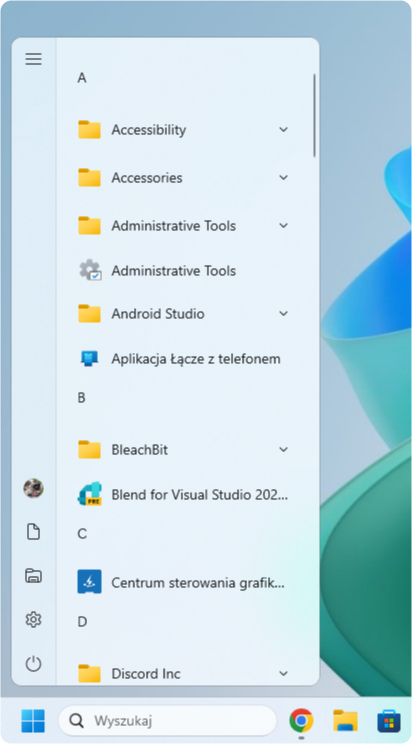 A
Accessibility
Accessories
Administrative Tools
Administrative Tools
Android Studio
Aplikacja Łącze z telefonem
B
BleachBit
PRE
Blend for Visual Studio 202...
C
Centrum sterowania grafik...
D
Discord Inc
Wyszukaj